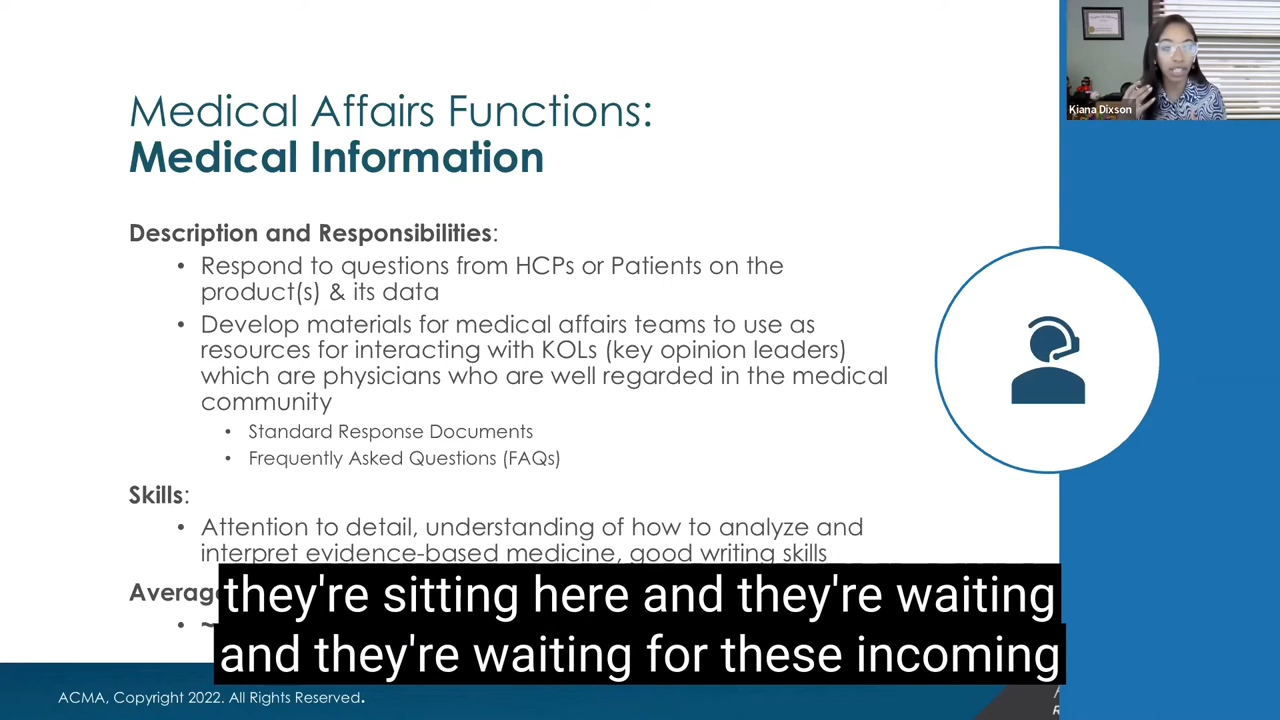 Kiana Dixson
Medical Affairs Functions:
Medical Information
Description and Responsibilities:
• Respond to questions from HCPs or Patients on the
product(s) & its data
• Develop materials for medical affairs teams to use as
resources for interacting with KOLs (key opinion leaders)
which are physicians who are well regarded in the medical
community
• Standard Response Documents
• Frequently Asked Questions (FAQs)
Skills:
• Attention to detail, understanding of how to analyze and
interpret evidence-based medicine, good writing skills
they're sitting here and they're waiting
and they're waiting for these incoming
ACMA, Copyright 2022. All Rights Reserved.